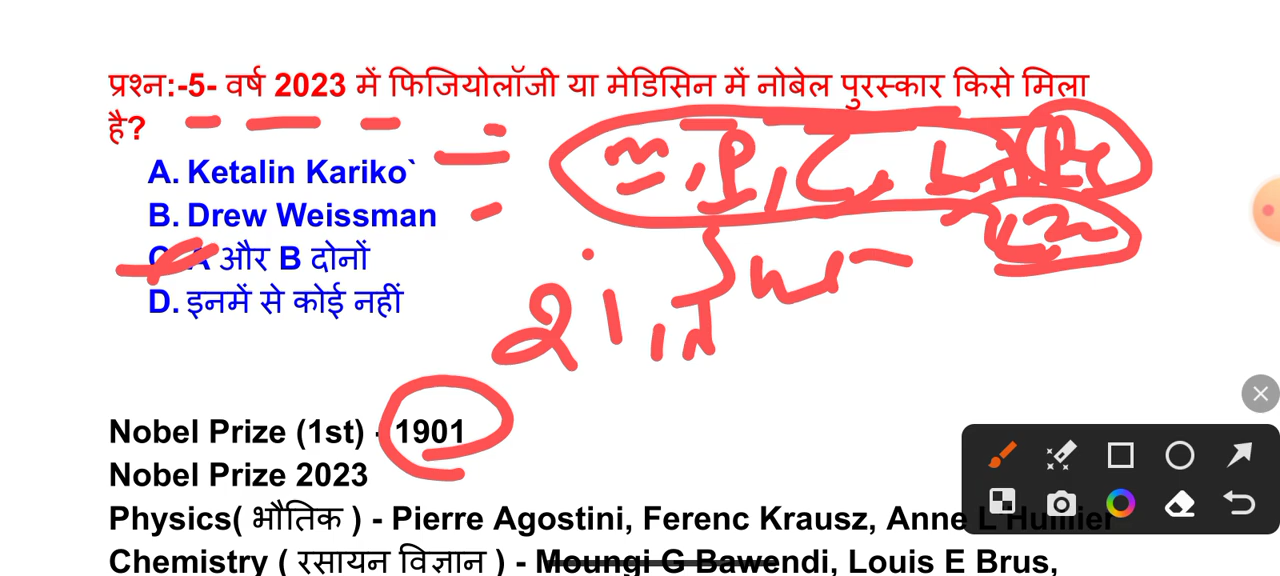 प्रश्न:-5- वर्ष 2023 में फिजियोलॉजी या मेडिसिन में नोबेल पुरस्कार किसे मिला
है?
A. Ketalin Kariko`
B. Drew Weissman
C. A और B दोनों
D. इनमें से कोई नहीं
Nobel Prize (1st) - 1901
Nobel Prize 2023
Physics( भौतिक ) - Pierre Agostini, Ferenc Krausz, Anne L Huillier
Chemistry ( रसायन विज्ञान ) - Moungi G Bawendi, Louis E Brus,